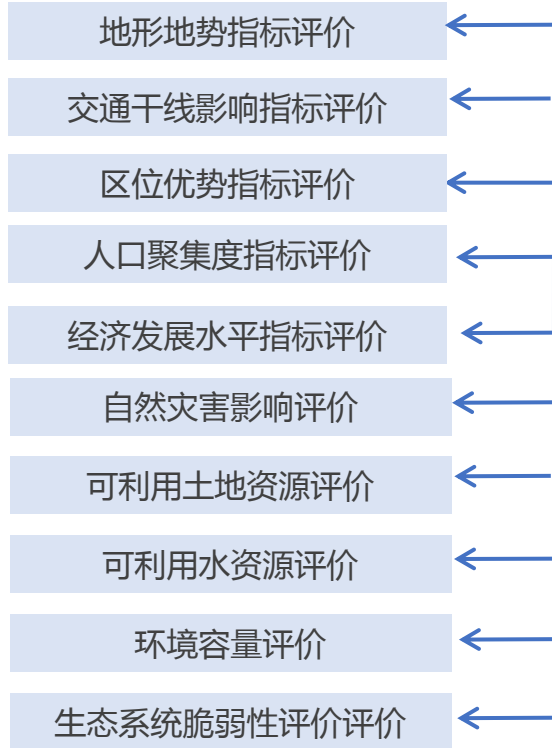 地形地势指标评价
交通干线影响指标评价
区位优势指标评价
人口聚集度指标评价
经济发展水平指标评价
自然灾害影响评价
可利用土地资源评价
可利用水资源评价
环境容量评价
生态系统脆弱性评价评价